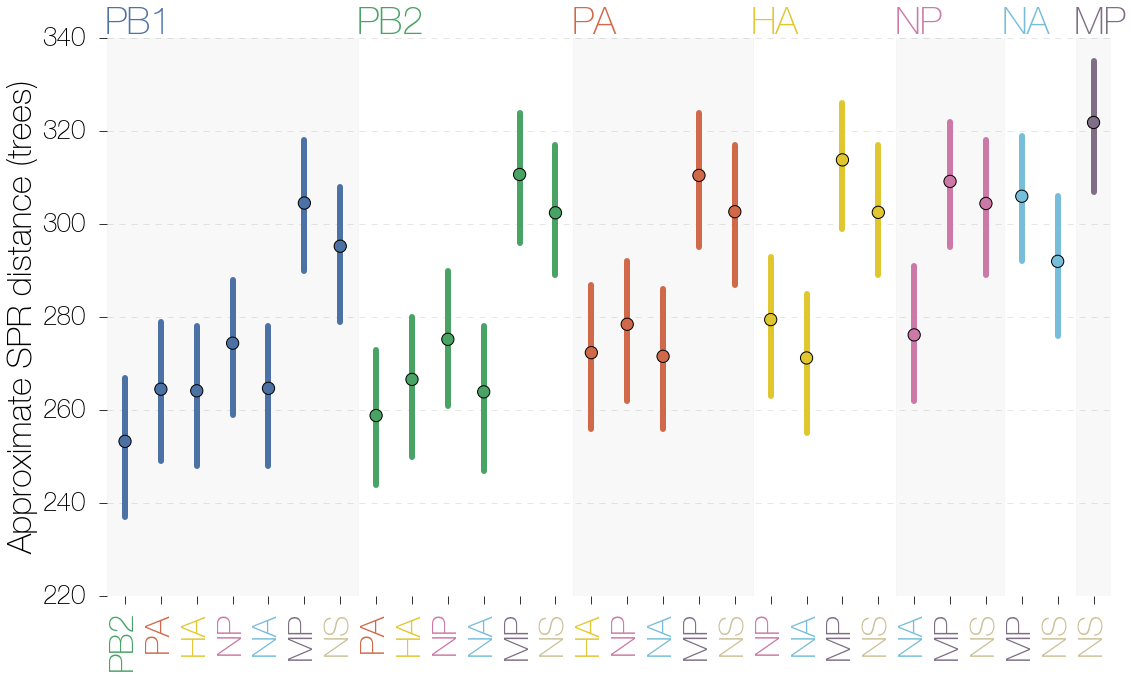 PB1 PB2 PA HA NP NA MP
Approximate SPR distance (trees)
340
320
300
280
260
240
220
PB2 PA HA NP NA MP NS PA HA NP NA MP NS HA NP NA MP NS NP NA MP NS NA MP NS MP NS NS